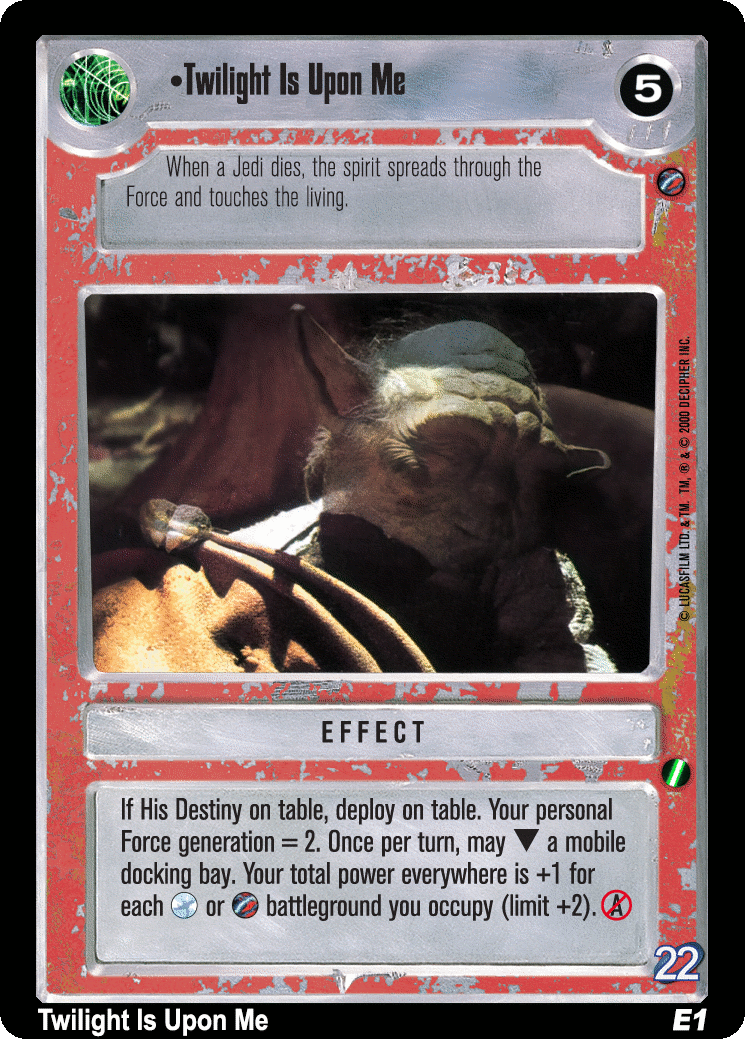 •Twilight Is Upon Me
5
When a Jedi dies, the spirit spreads through the
Force and touches the living.
© LUCASFILM LTD. & TM. TM, ® & © 2000 DECIPHER INC.
EFFECT
If His Destiny on table, deploy on table. Your personal
Force generation = 2. Once per turn, may ▼ a mobile
docking bay. Your total power everywhere is +1 for
each or battleground you occupy (limit +2). A
22
Twilight Is Upon Me
E1